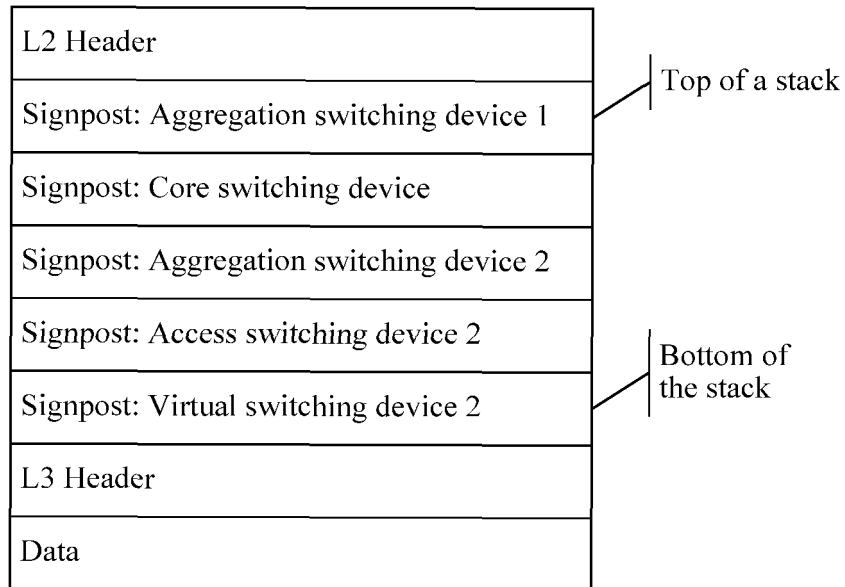 L2 Header
Signpost: Aggregation switching device 1
Top of a stack
Signpost: Core switching device
Signpost: Aggregation switching device 2
Signpost: Access switching device 2
Signpost: Virtual switching device 2
Bottom of
the stack
L3 Header
Data